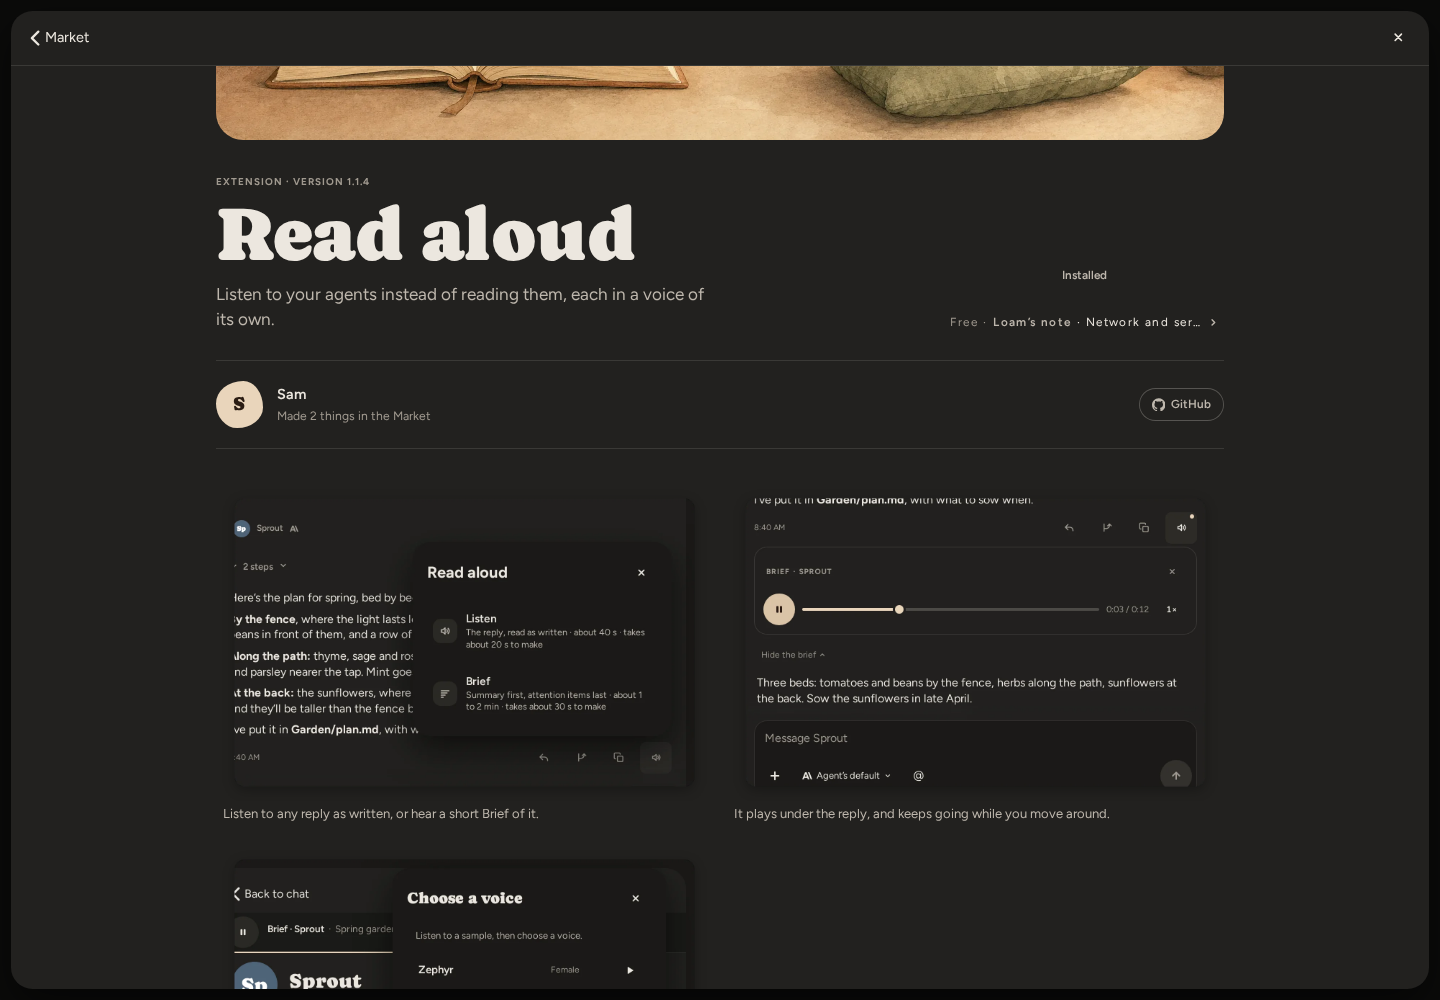 Market
EXTENSION · VERSION 1.1.4
Read aloud
Listen to your agents instead of reading them, each in a voice of
its own.
Installed
Free · Loam's note · Network and ser…
S
Sam
Made 2 things in the Market
GitHub
Sp Sprout
2 steps
Here's the plan for spring, bed by be
By the fence, where the light lasts l
beans in front of them, and a row of
Along the path: thyme, sage and ros
and parsley nearer the tap. Mint goe
At the back: the sunflowers, where
and they'll be taller than the fence b
I've put it in Garden/plan.md, with w
:40 AM
Read aloud
Listen
The reply, read as written · about 40 s · takes
about 20 s to make
Brief
Summary first, attention items last · about 1
to 2 min · takes about 30 s to make
Listen to any reply as written, or hear a short Brief of it.
I've put it in Garden/plan.md, with what to sow when.
8:40 AM
BRIEF · SPROUT
0:03 / 0:12
1×
Hide the brief
Three beds: tomatoes and beans by the fence, herbs along the path, sunflowers at
the back. Sow the sunflowers in late April.
Message Sprout
Agent's default
@
It plays under the reply, and keeps going while you move around.
Back to chat
Brief · Sprout · Spring garde
Sp
Sprout
Choose a voice
Listen to a sample, then choose a voice.
Zephyr
Female